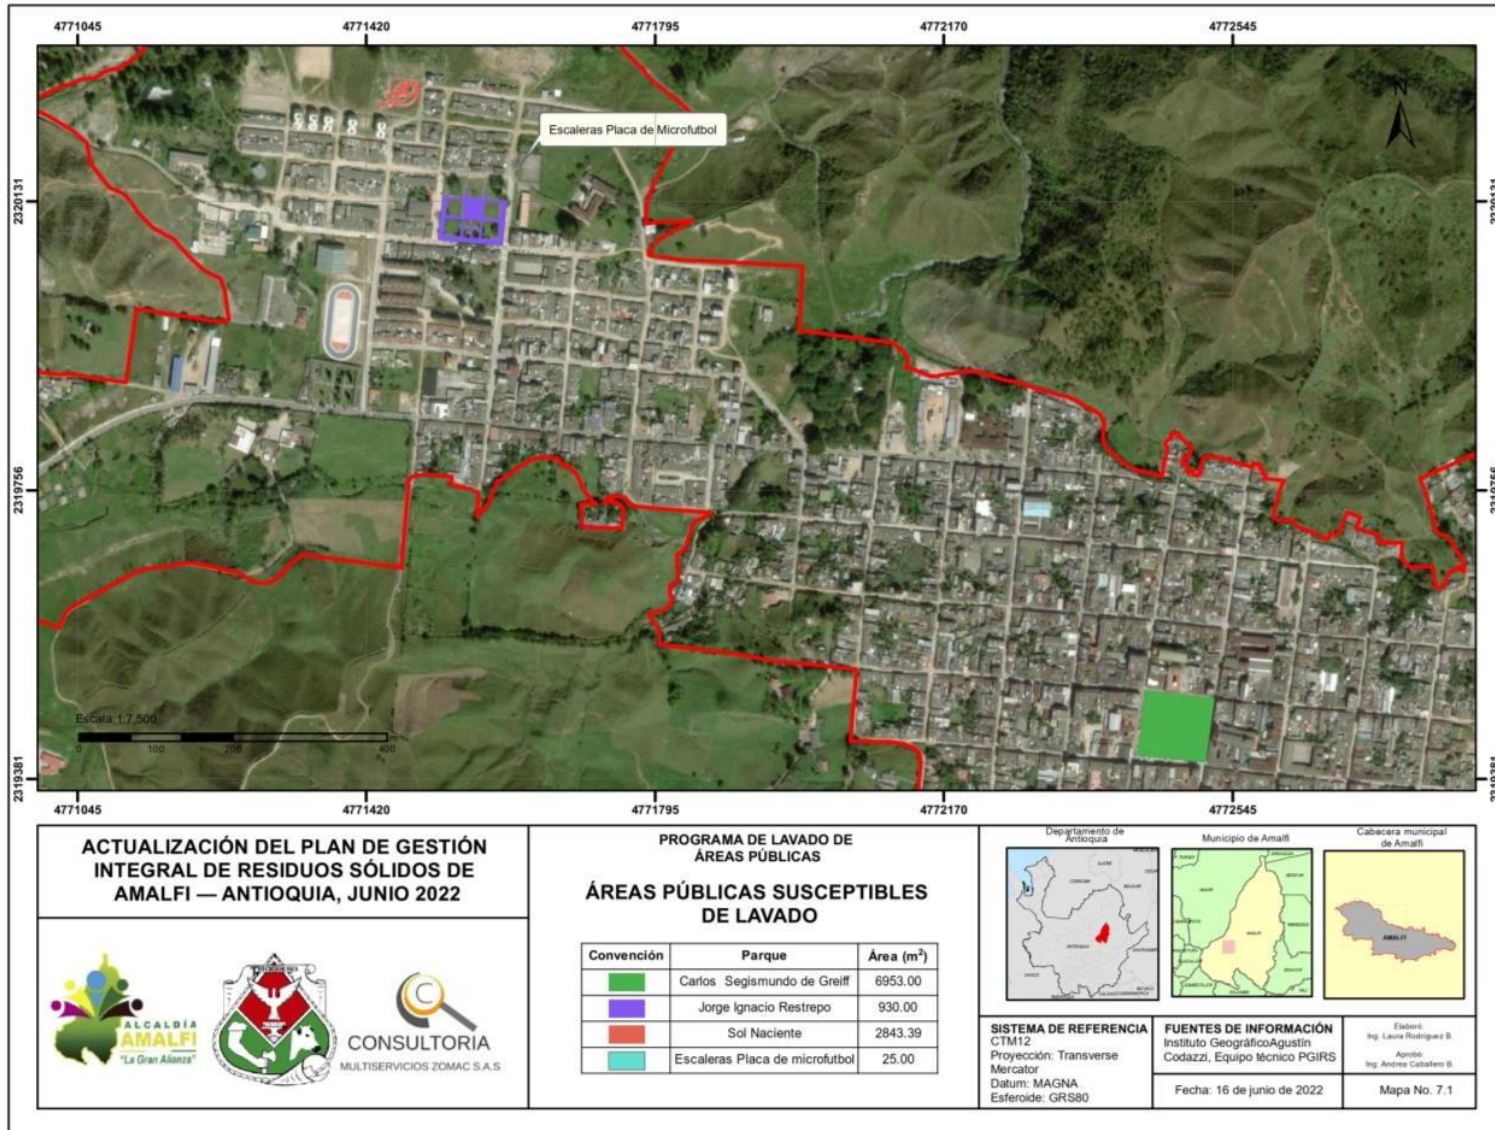 4771045 4771420 4771795 4772170 4772545
2320131 2320131
2319756 2319756
2319381 2319381
N
Escaleras Placa de Microfutbol
Escala:1:7,500
0 100 200 400
m
4771045 4771420 4771795 4772170 4772545
ACTUALIZACIÓN DEL PLAN DE GESTIÓN
INTEGRAL DE RESIDUOS SÓLIDOS DE
AMALFI — ANTIOQUIA, JUNIO 2022
ALCALDÍA
AMALFI
"La Gran Alianza"
CONSULTORIA
MULTISERVICIOS ZOMAC S.A.S
PROGRAMA DE LAVADO DE
ÁREAS PÚBLICAS
ÁREAS PÚBLICAS SUSCEPTIBLES
DE LAVADO
Convención Parque Área (m²)
Carlos Segismundo de Greiff 6953.00
Jorge Ignacio Restrepo 930.00
Sol Naciente 2843.39
Escaleras Placa de microfutbol 25.00
Departamento de
Antioquia
Municipio de Amalfi
Cabecera municipal
de Amalfi
ANTIOQUIA
AMALFI
AMALFI
SISTEMA DE REFERENCIA
CTM12
Proyección: Transverse
Mercator
Datum: MAGNA
Esferoide: GRS80
FUENTES DE INFORMACIÓN
Instituto GeográficoAgustín
Codazzi, Equipo técnico PGIRS
Fecha: 16 de junio de 2022
Elaboró:
Ing. Laura Rodríguez B.
Aprobó:
Ing. Andrea Caballero B.
Mapa No. 7.1